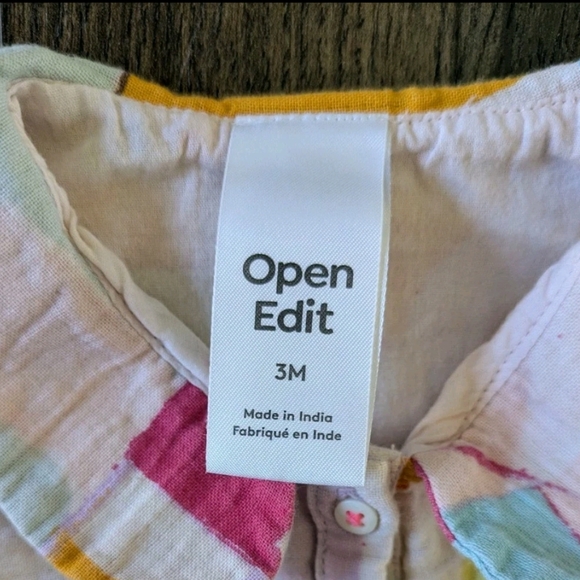 Open
Edit
3M
Made in India
Fabriqué en Inde